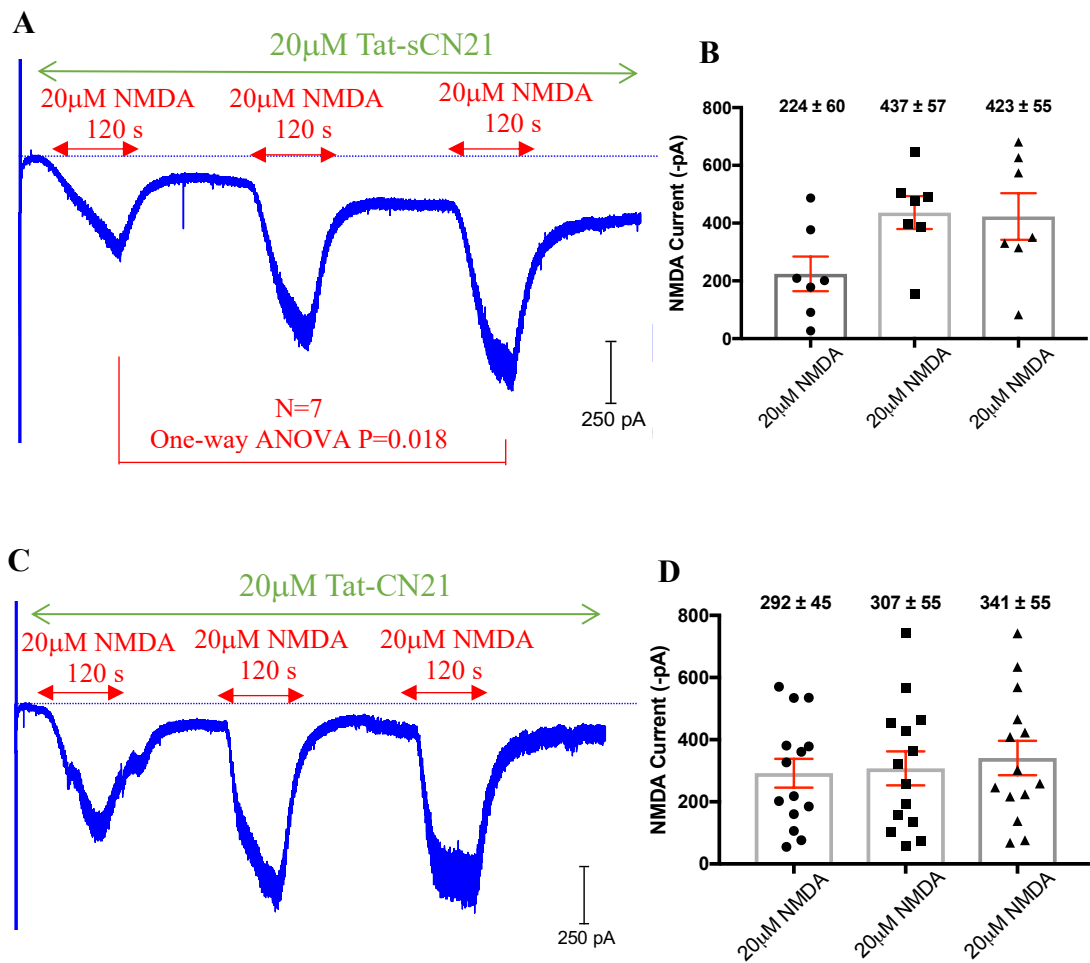 A
20μM Tat-sCN21
20μM NMDA 20μM NMDA 20μM NMDA
120 s 120 s 120 s
250 pA
N=7
One-way ANOVA P=0.018
B
224 ± 60 437 ± 57 423 ± 55
NMDA Current (-pA)
800
600
400
200
0
20μM NMDA 20μM NMDA 20μM NMDA
C
20μM Tat-CN21
20μM NMDA 20μM NMDA 20μM NMDA
120 s 120 s 120 s
250 pA
D
292 ± 45 307 ± 55 341 ± 55
NMDA Current (-pA)
800
600
400
200
0
20μM NMDA 20μM NMDA 20μM NMDA